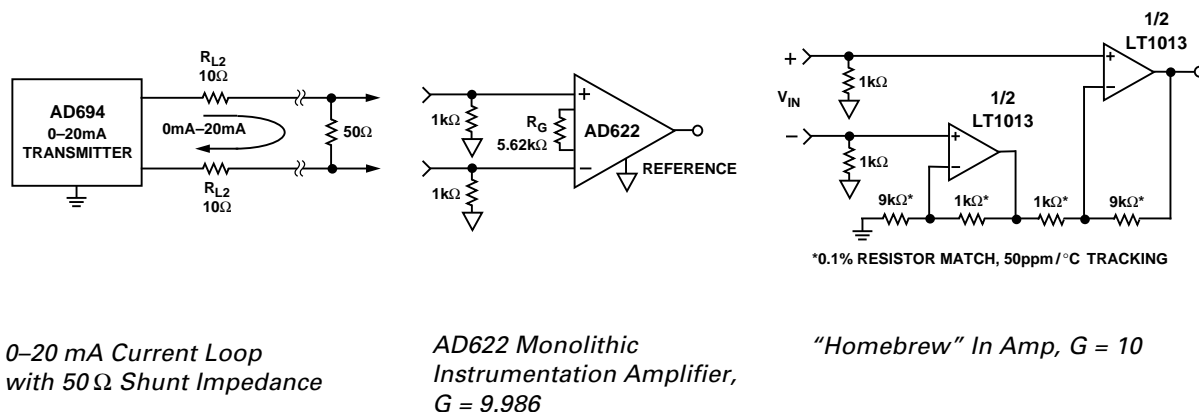 R_L2
10Ω
AD694
0–20mA
TRANSMITTER
0mA–20mA
50Ω
R_L2
10Ω
1kΩ
R_G
5.62kΩ
+
–
AD622
1kΩ
REFERENCE
1/2
LT1013
+
–
+
1kΩ
V_IN
1/2
LT1013
–
+
–
1kΩ
9kΩ*
1kΩ*
1kΩ*
9kΩ*
*0.1% RESISTOR MATCH, 50ppm/°C TRACKING
0–20 mA Current Loop
with 50Ω Shunt Impedance
AD622 Monolithic
Instrumentation Amplifier,
G = 9.986
“Homebrew” In Amp, G = 10